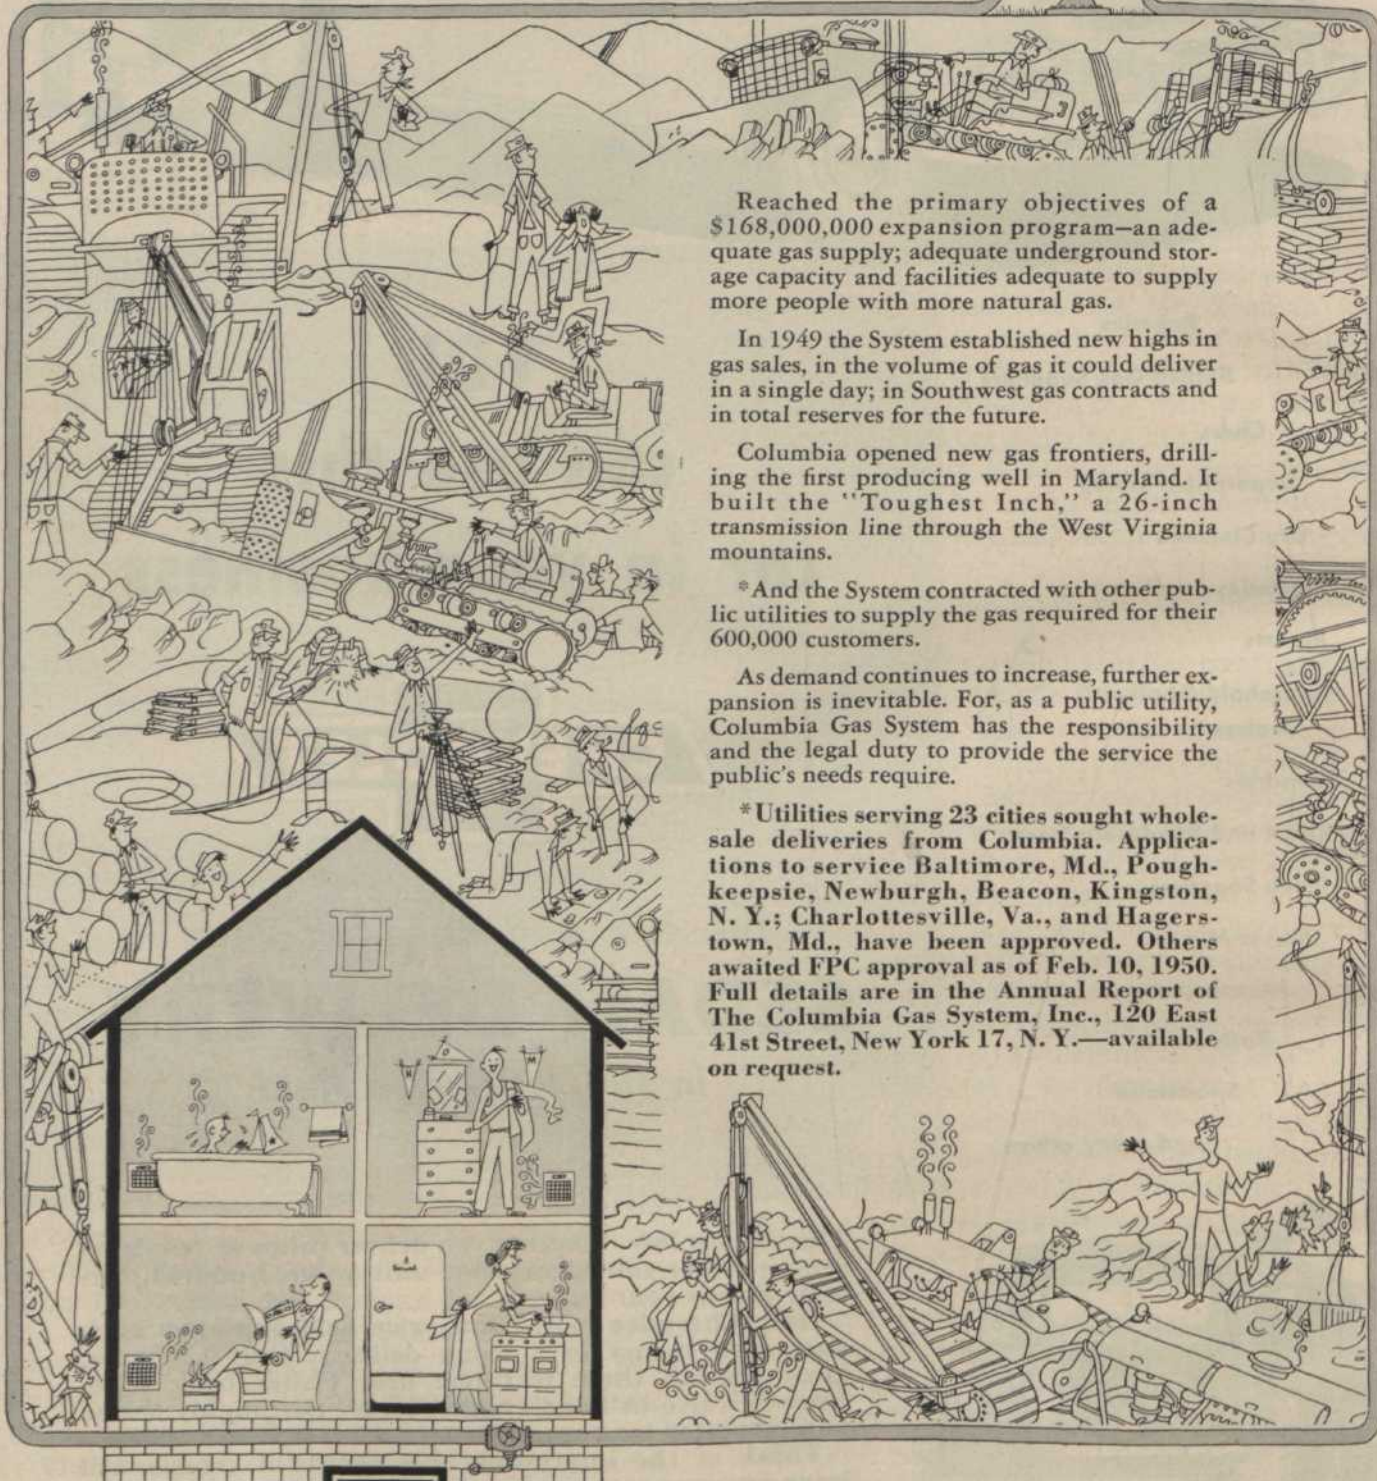 Reached the primary objectives of a
$168,000,000 expansion program—an ade-
quate gas supply; adequate underground stor-
age capacity and facilities adequate to supply
more people with more natural gas.
In 1949 the System established new highs in
gas sales, in the volume of gas it could deliver
in a single day; in Southwest gas contracts and
in total reserves for the future.
Columbia opened new gas frontiers, drill-
ing the first producing well in Maryland. It
built the "Toughest Inch," a 26-inch
transmission line through the West Virginia
mountains.
*And the System contracted with other pub-
lic utilities to supply the gas required for their
600,000 customers.
As demand continues to increase, further ex-
pansion is inevitable. For, as a public utility,
Columbia Gas System has the responsibility
and the legal duty to provide the service the
public's needs require.
*Utilities serving 23 cities sought whole-
sale deliveries from Columbia. Applica-
tions to service Baltimore, Md., Pough-
keepsie, Newburgh, Beacon, Kingston,
N. Y.; Charlottesville, Va., and Hagers-
town, Md., have been approved. Others
awaited FPC approval as of Feb. 10, 1950.
Full details are in the Annual Report of
The Columbia Gas System, Inc., 120 East
41st Street, New York 17, N. Y.—available
on request.